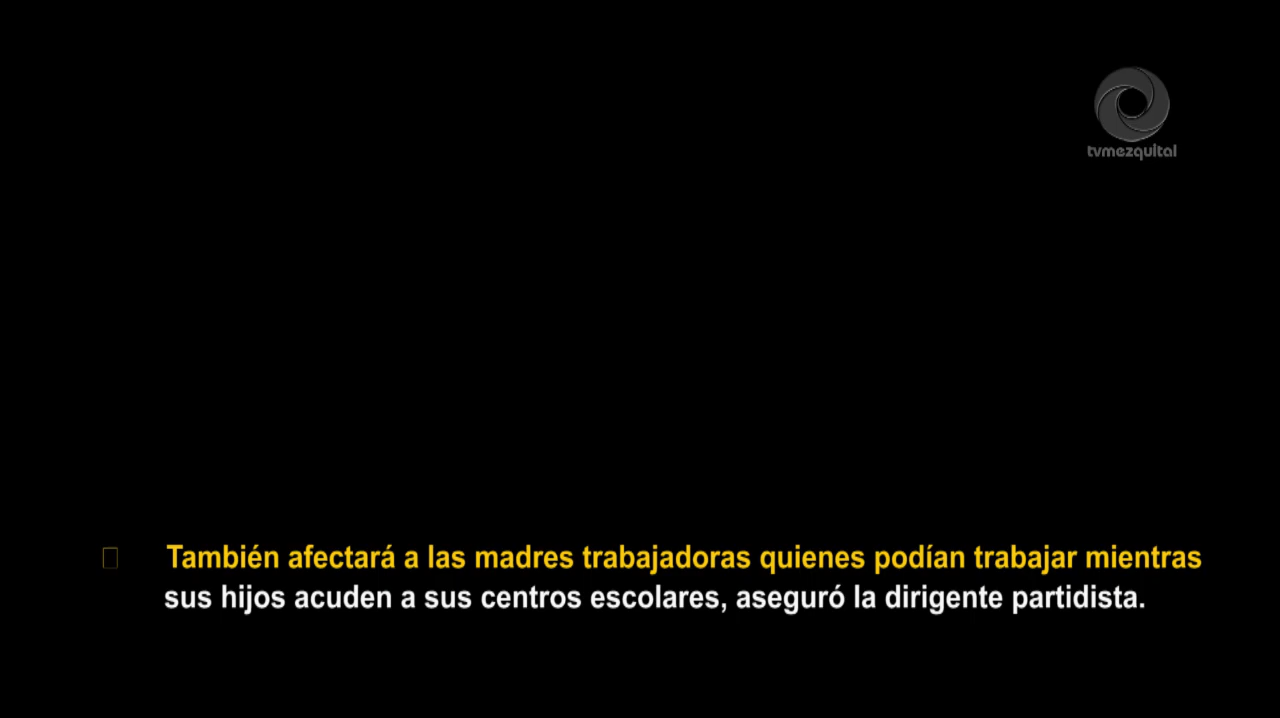 tvmezquital
También afectará a las madres trabajadoras quienes podían trabajar mientras
sus hijos acuden a sus centros escolares, aseguró la dirigente partidista.